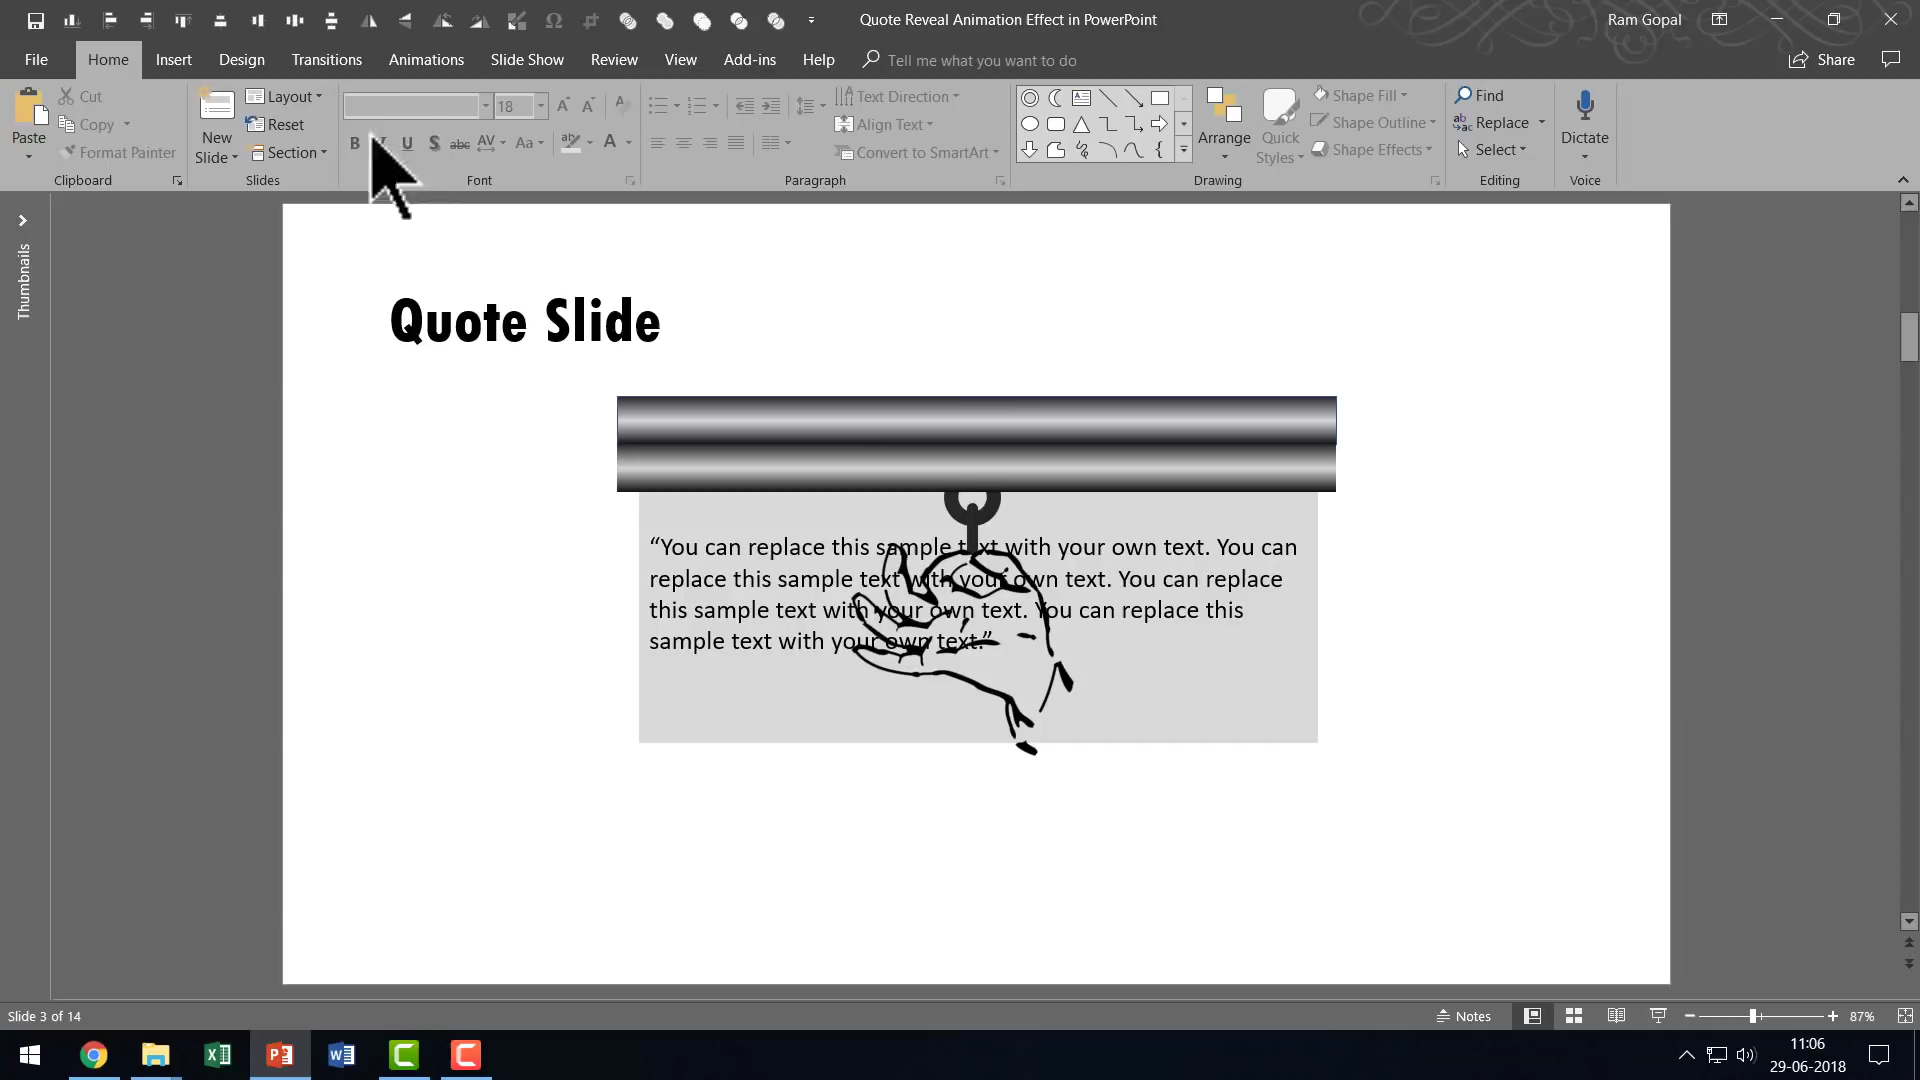 Quote Reveal Animation Effect in PowerPoint
Ram Gopal
File Home Insert Design Transitions Animations Slide Show Review View Add-ins Help Tell me what you want to do Share
Paste
Cut
Copy
Format Painter
Clipboard
New
Slide
Layout
Reset
Section
Slides
18
B U S abc AV Aa A
Font
Text Direction
Align Text
Convert to SmartArt
Paragraph
Arrange
Quick
Styles
Shape Fill
Shape Outline
Shape Effects
Drawing
Find
Replace
Select
Editing
Dictate
Voice
Thumbnails
Quote Slide
“You can replace this sample text with your own text. You can
replace this sample text with your own text. You can replace
this sample text with your own text. You can replace this
sample text with your own text.”
Slide 3 of 14
Notes
87%
11:06
29-06-2018